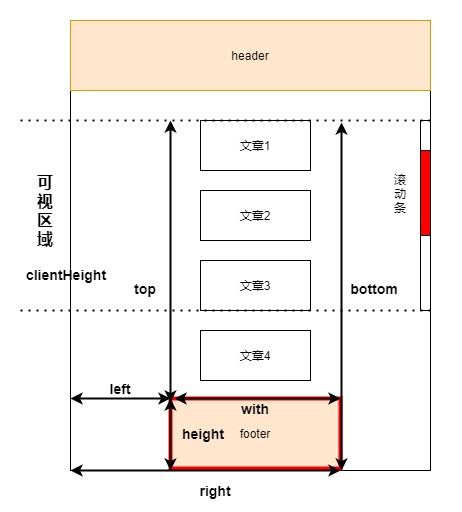 header
文章1
可视区域
滚动条
文章2
clientHeight
文章3
top
bottom
文章4
left
with
height
footer
right